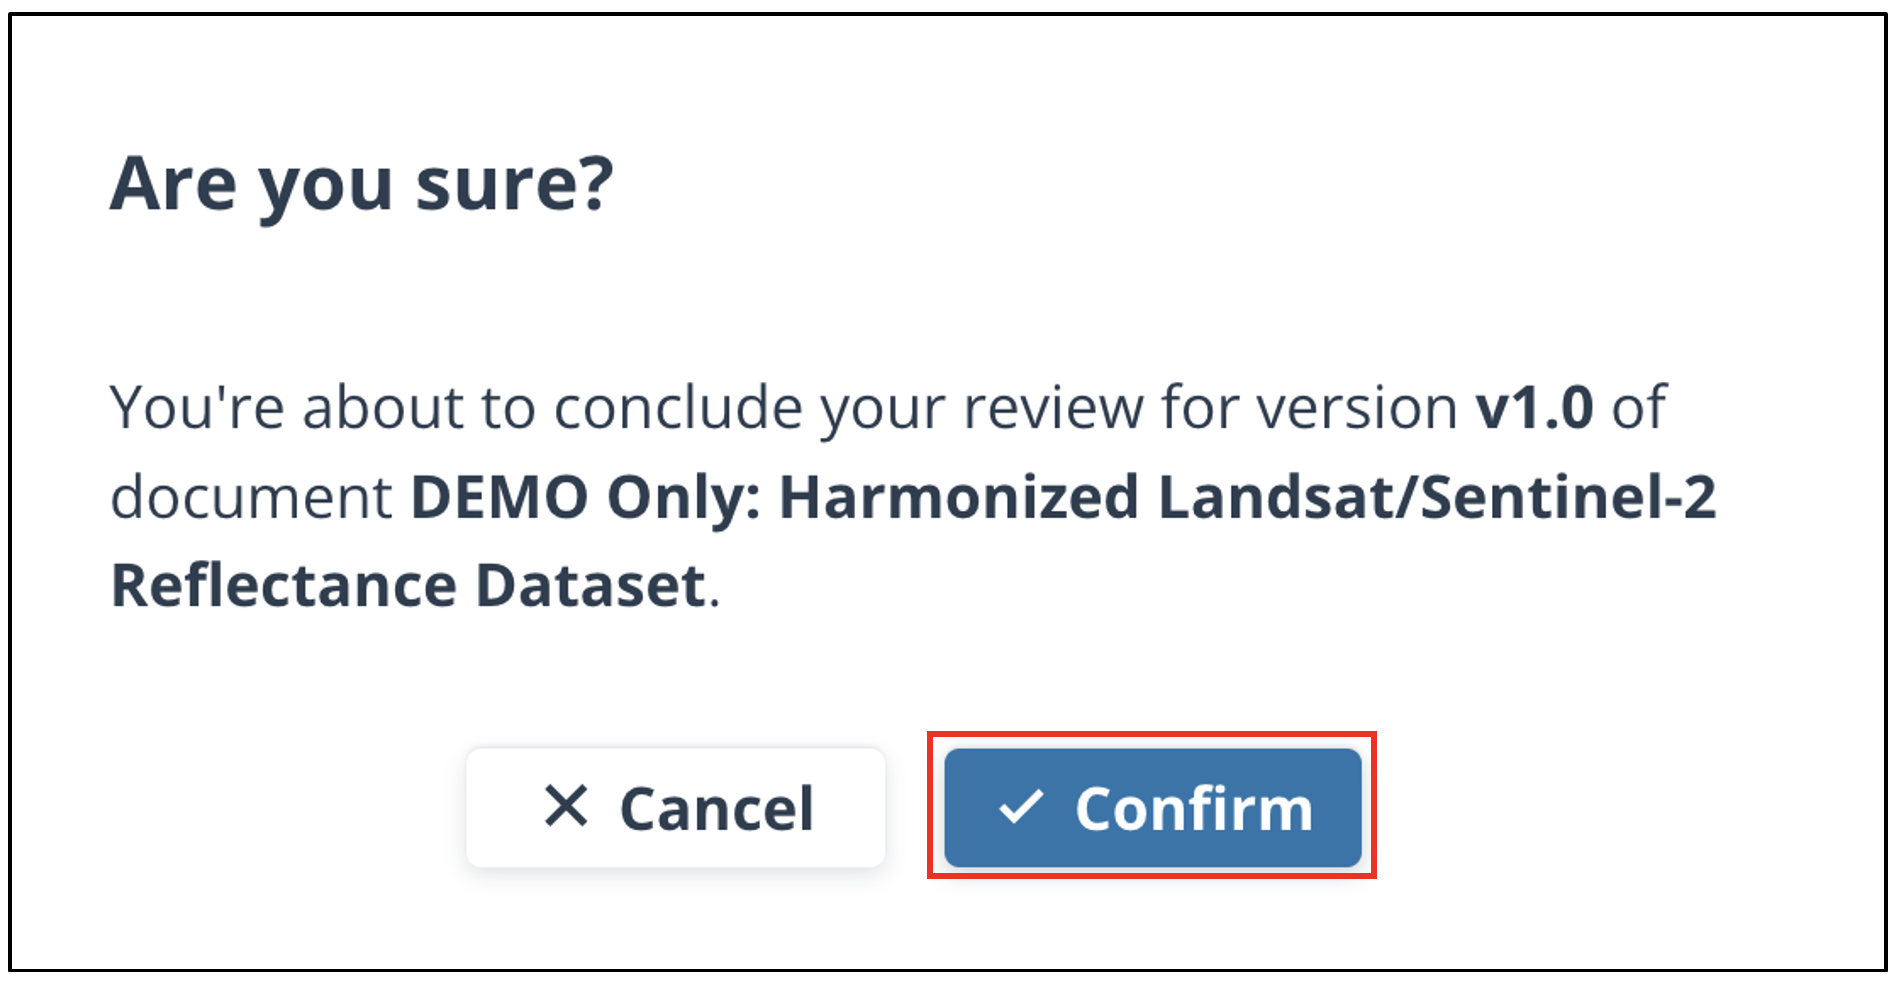 Are you sure?
You're about to conclude your review for version v1.0 of
document DEMO Only: Harmonized Landsat/Sentinel-2
Reflectance Dataset.
Cancel
Confirm